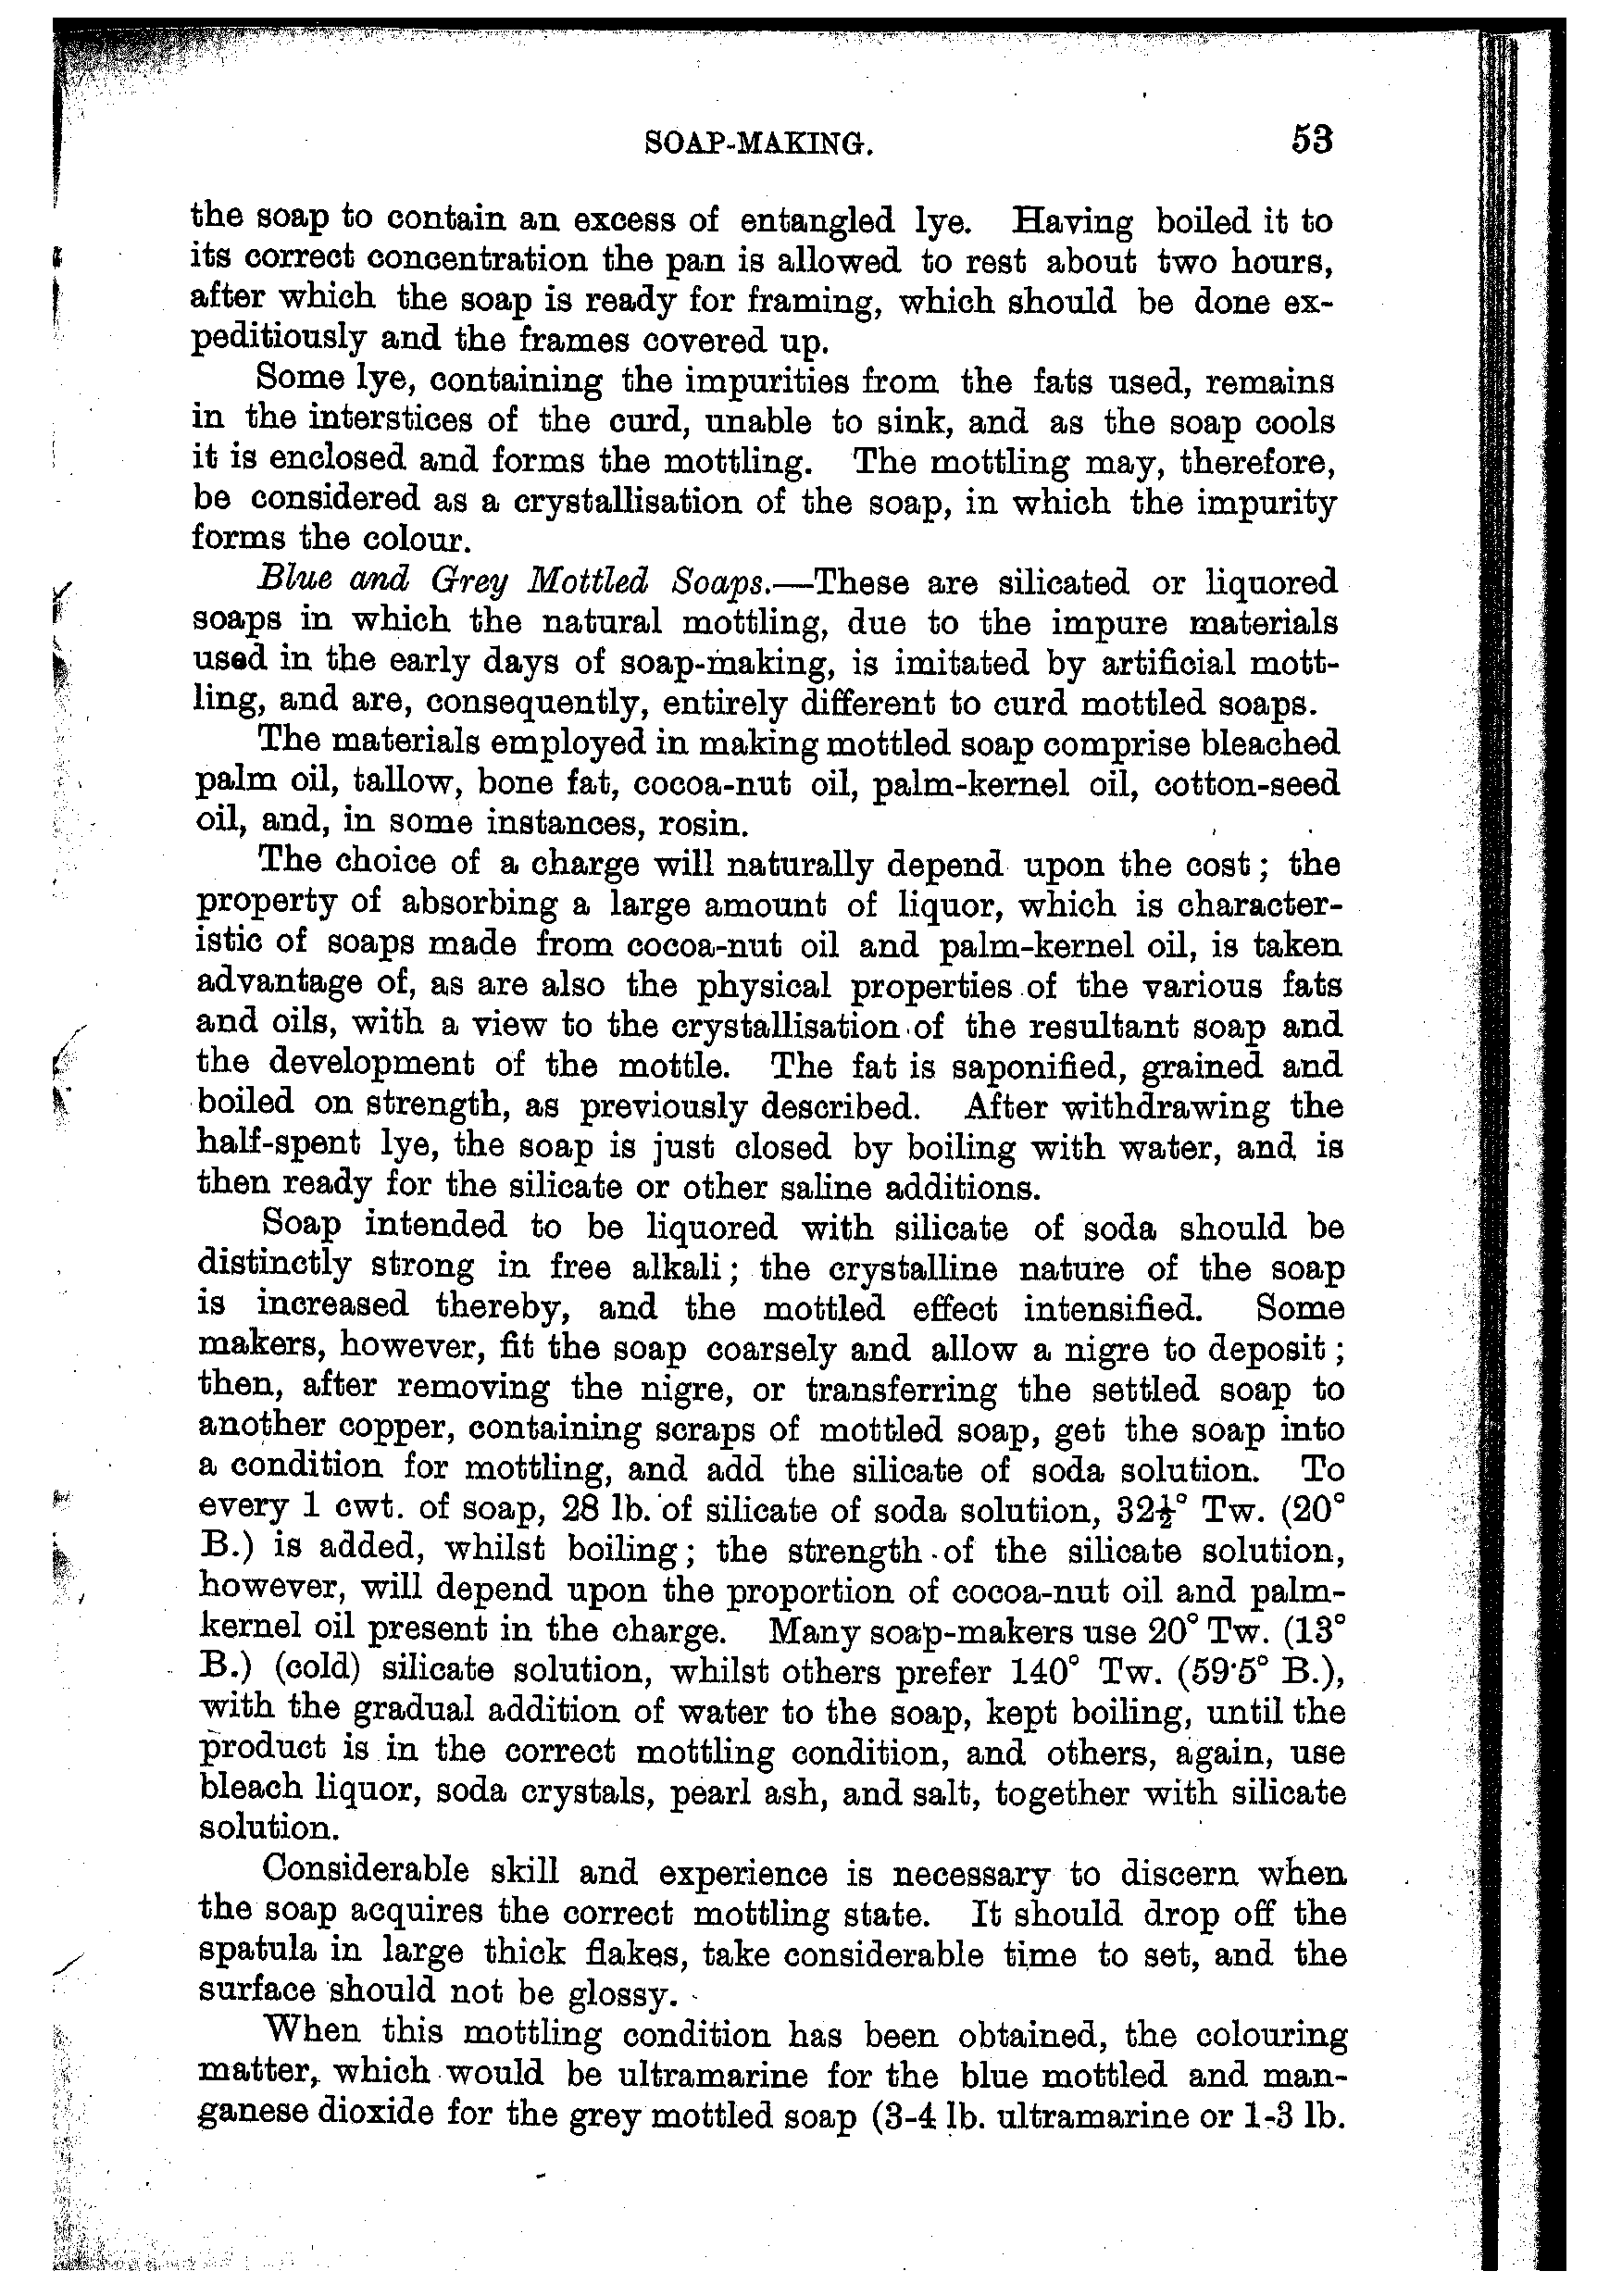 SOAP-MAKING. 53
the soap to contain an excess of entangled lye. Having boiled it to
its correct concentration the pan is allowed to rest about two hours,
after which the soap is ready for framing, which should be done ex-
peditiously and the frames covered up.
Some lye, containing the impurities from the fats used, remains
in the interstices of the curd, unable to sink, and as the soap cools
it is enclosed and forms the mottling. The mottling may, therefore,
be considered as a crystallisation of the soap, in which the impurity
forms the colour.
Blue and Grey Mottled Soaps.—These are silicated or liquored
soaps in which the natural mottling, due to the impure materials
used in the early days of soap-making, is imitated by artificial mott-
ling, and are, consequently, entirely different to curd mottled soaps.
The materials employed in making mottled soap comprise bleached
palm oil, tallow, bone fat, cocoa-nut oil, palm-kernel oil, cotton-seed
oil, and, in some instances, rosin.
The choice of a charge will naturally depend upon the cost; the
property of absorbing a large amount of liquor, which is character-
istic of soaps made from cocoa-nut oil and palm-kernel oil, is taken
advantage of, as are also the physical properties of the various fats
and oils, with a view to the crystallisation of the resultant soap and
the development of the mottle. The fat is saponified, grained and
boiled on strength, as previously described. After withdrawing the
half-spent lye, the soap is just closed by boiling with water, and is
then ready for the silicate or other saline additions.
Soap intended to be liquored with silicate of soda should be
distinctly strong in free alkali; the crystalline nature of the soap
is increased thereby, and the mottled effect intensified. Some
makers, however, fit the soap coarsely and allow a nigre to deposit;
then, after removing the nigre, or transferring the settled soap to
another copper, containing scraps of mottled soap, get the soap into
a condition for mottling, and add the silicate of soda solution. To
every 1 cwt. of soap, 28 lb. of silicate of soda solution, 32½° Tw. (20°
B.) is added, whilst boiling; the strength of the silicate solution,
however, will depend upon the proportion of cocoa-nut oil and palm-
kernel oil present in the charge. Many soap-makers use 20° Tw. (13°
B.) (cold) silicate solution, whilst others prefer 140° Tw. (59·5° B.),
with the gradual addition of water to the soap, kept boiling, until the
product is in the correct mottling condition, and others, again, use
bleach liquor, soda crystals, pearl ash, and salt, together with silicate
solution.
Considerable skill and experience is necessary to discern when
the soap acquires the correct mottling state. It should drop off the
spatula in large thick flakes, take considerable time to set, and the
surface should not be glossy.
When this mottling condition has been obtained, the colouring
matter, which would be ultramarine for the blue mottled and man-
ganese dioxide for the grey mottled soap (3-4 lb. ultramarine or 1-3 lb.